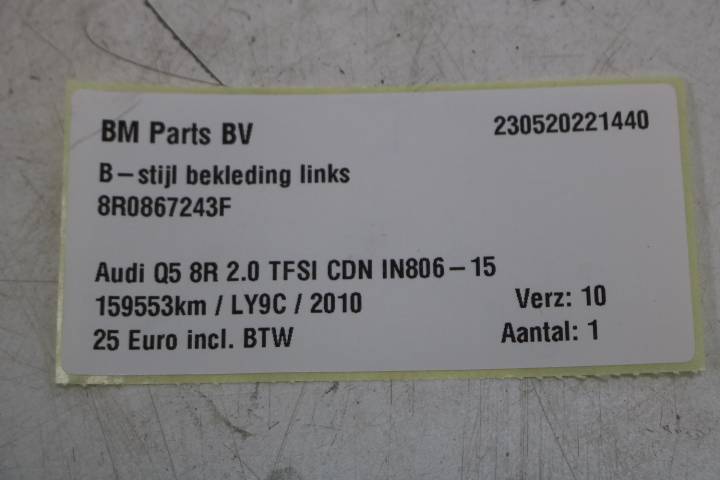 BM Parts BV 230520221440
B-stijl bekleding links
8R0867243F
Audi Q5 8R 2.0 TFSI CDN IN806-15
159553km / LY9C / 2010 Verz: 10
25 Euro incl. BTW Aantal: 1